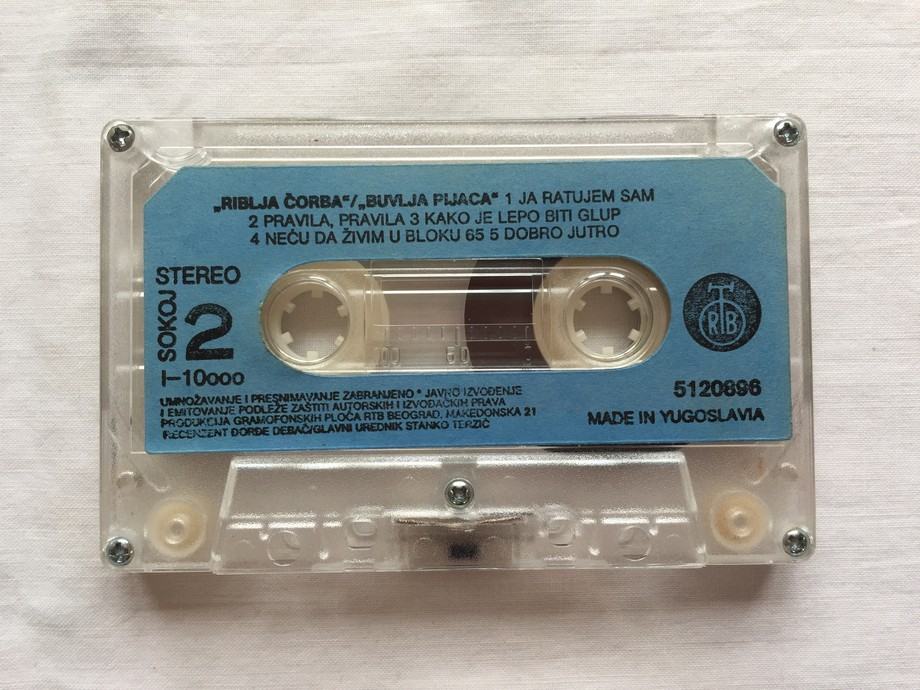 „RIBLJA ČORBA“/„BUVLJA PIJACA“ 1 JA RATUJEM SAM
2 PRAVILA, PRAVILA 3 KAKO JE LEPO BITI GLUP
4 NEĆU DA ŽIVIM U BLOKU 65 5 DOBRO JUTRO
STEREO
SOKOJ
2
I-10000
100 50
RTB
UMNOŽAVANJE I PRESNIMAVANJE ZABRANJENO * JAVNO IZVOĐENJE
I EMITOVANJE PODLEŽE ZAŠTITI AUTORSKIH I IZVOĐAČKIH PRAVA
PRODUKCIJA GRAMOFONSKIH PLOČA RTB BEOGRAD, MAKEDONSKA 21
RECENZENT ĐORĐE DEBAČ/GLAVNI UREDNIK STANKO TERZIĆ
5120896
MADE IN YUGOSLAVIA